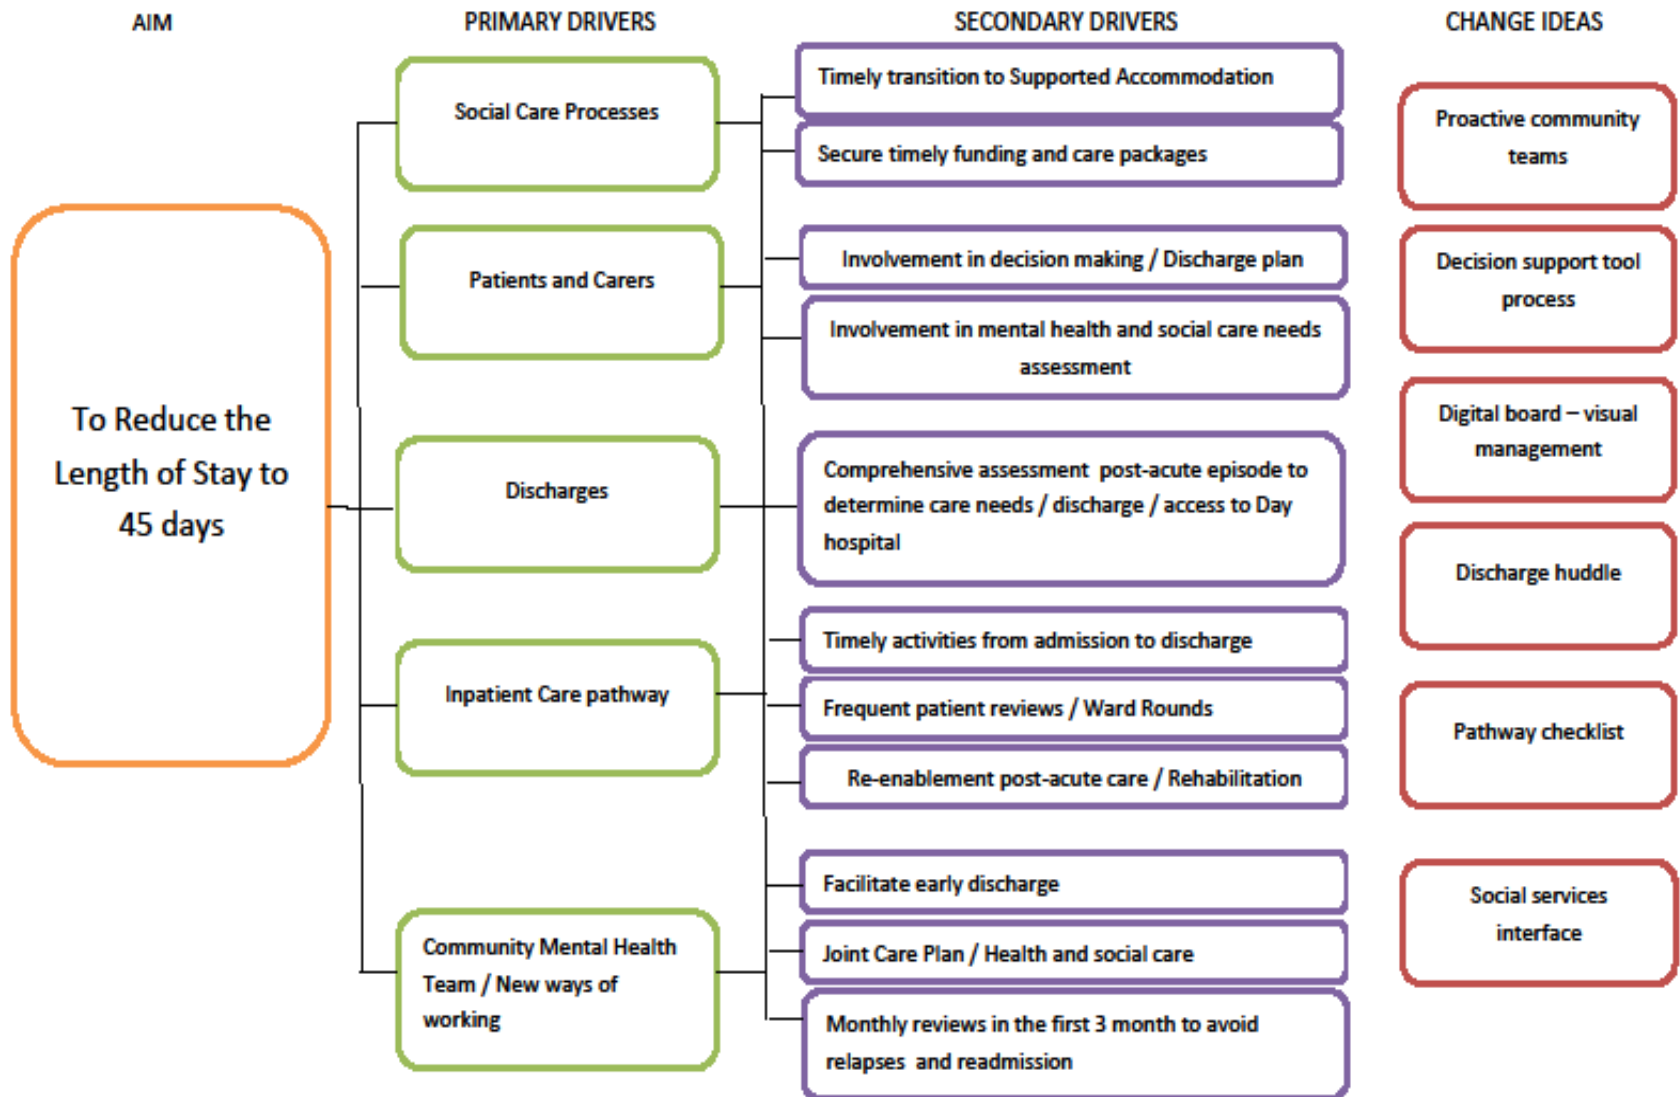 AIM
PRIMARY DRIVERS
SECONDARY DRIVERS
CHANGE IDEAS
To Reduce the
Length of Stay to
45 days
Social Care Processes
Patients and Carers
Discharges
Inpatient Care pathway
Community Mental Health
Team / New ways of
working
Timely transition to Supported Accommodation
Secure timely funding and care packages
Involvement in decision making / Discharge plan
Involvement in mental health and social care needs
assessment
Comprehensive assessment post-acute episode to
determine care needs / discharge / access to Day
hospital
Timely activities from admission to discharge
Frequent patient reviews / Ward Rounds
Re-enablement post-acute care / Rehabilitation
Facilitate early discharge
Joint Care Plan / Health and social care
Monthly reviews in the first 3 month to avoid
relapses and readmission
Proactive community
teams
Decision support tool
process
Digital board – visual
management
Discharge huddle
Pathway checklist
Social services
interface